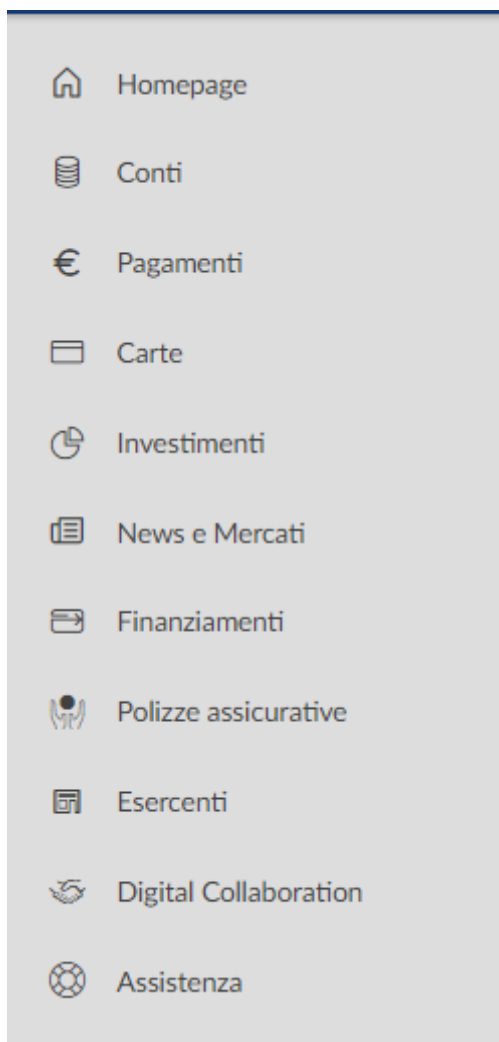 Homepage
Conti
Pagamenti
Carte
Investimenti
News e Mercati
Finanziamenti
Polizze assicurative
Esercenti
Digital Collaboration
Assistenza